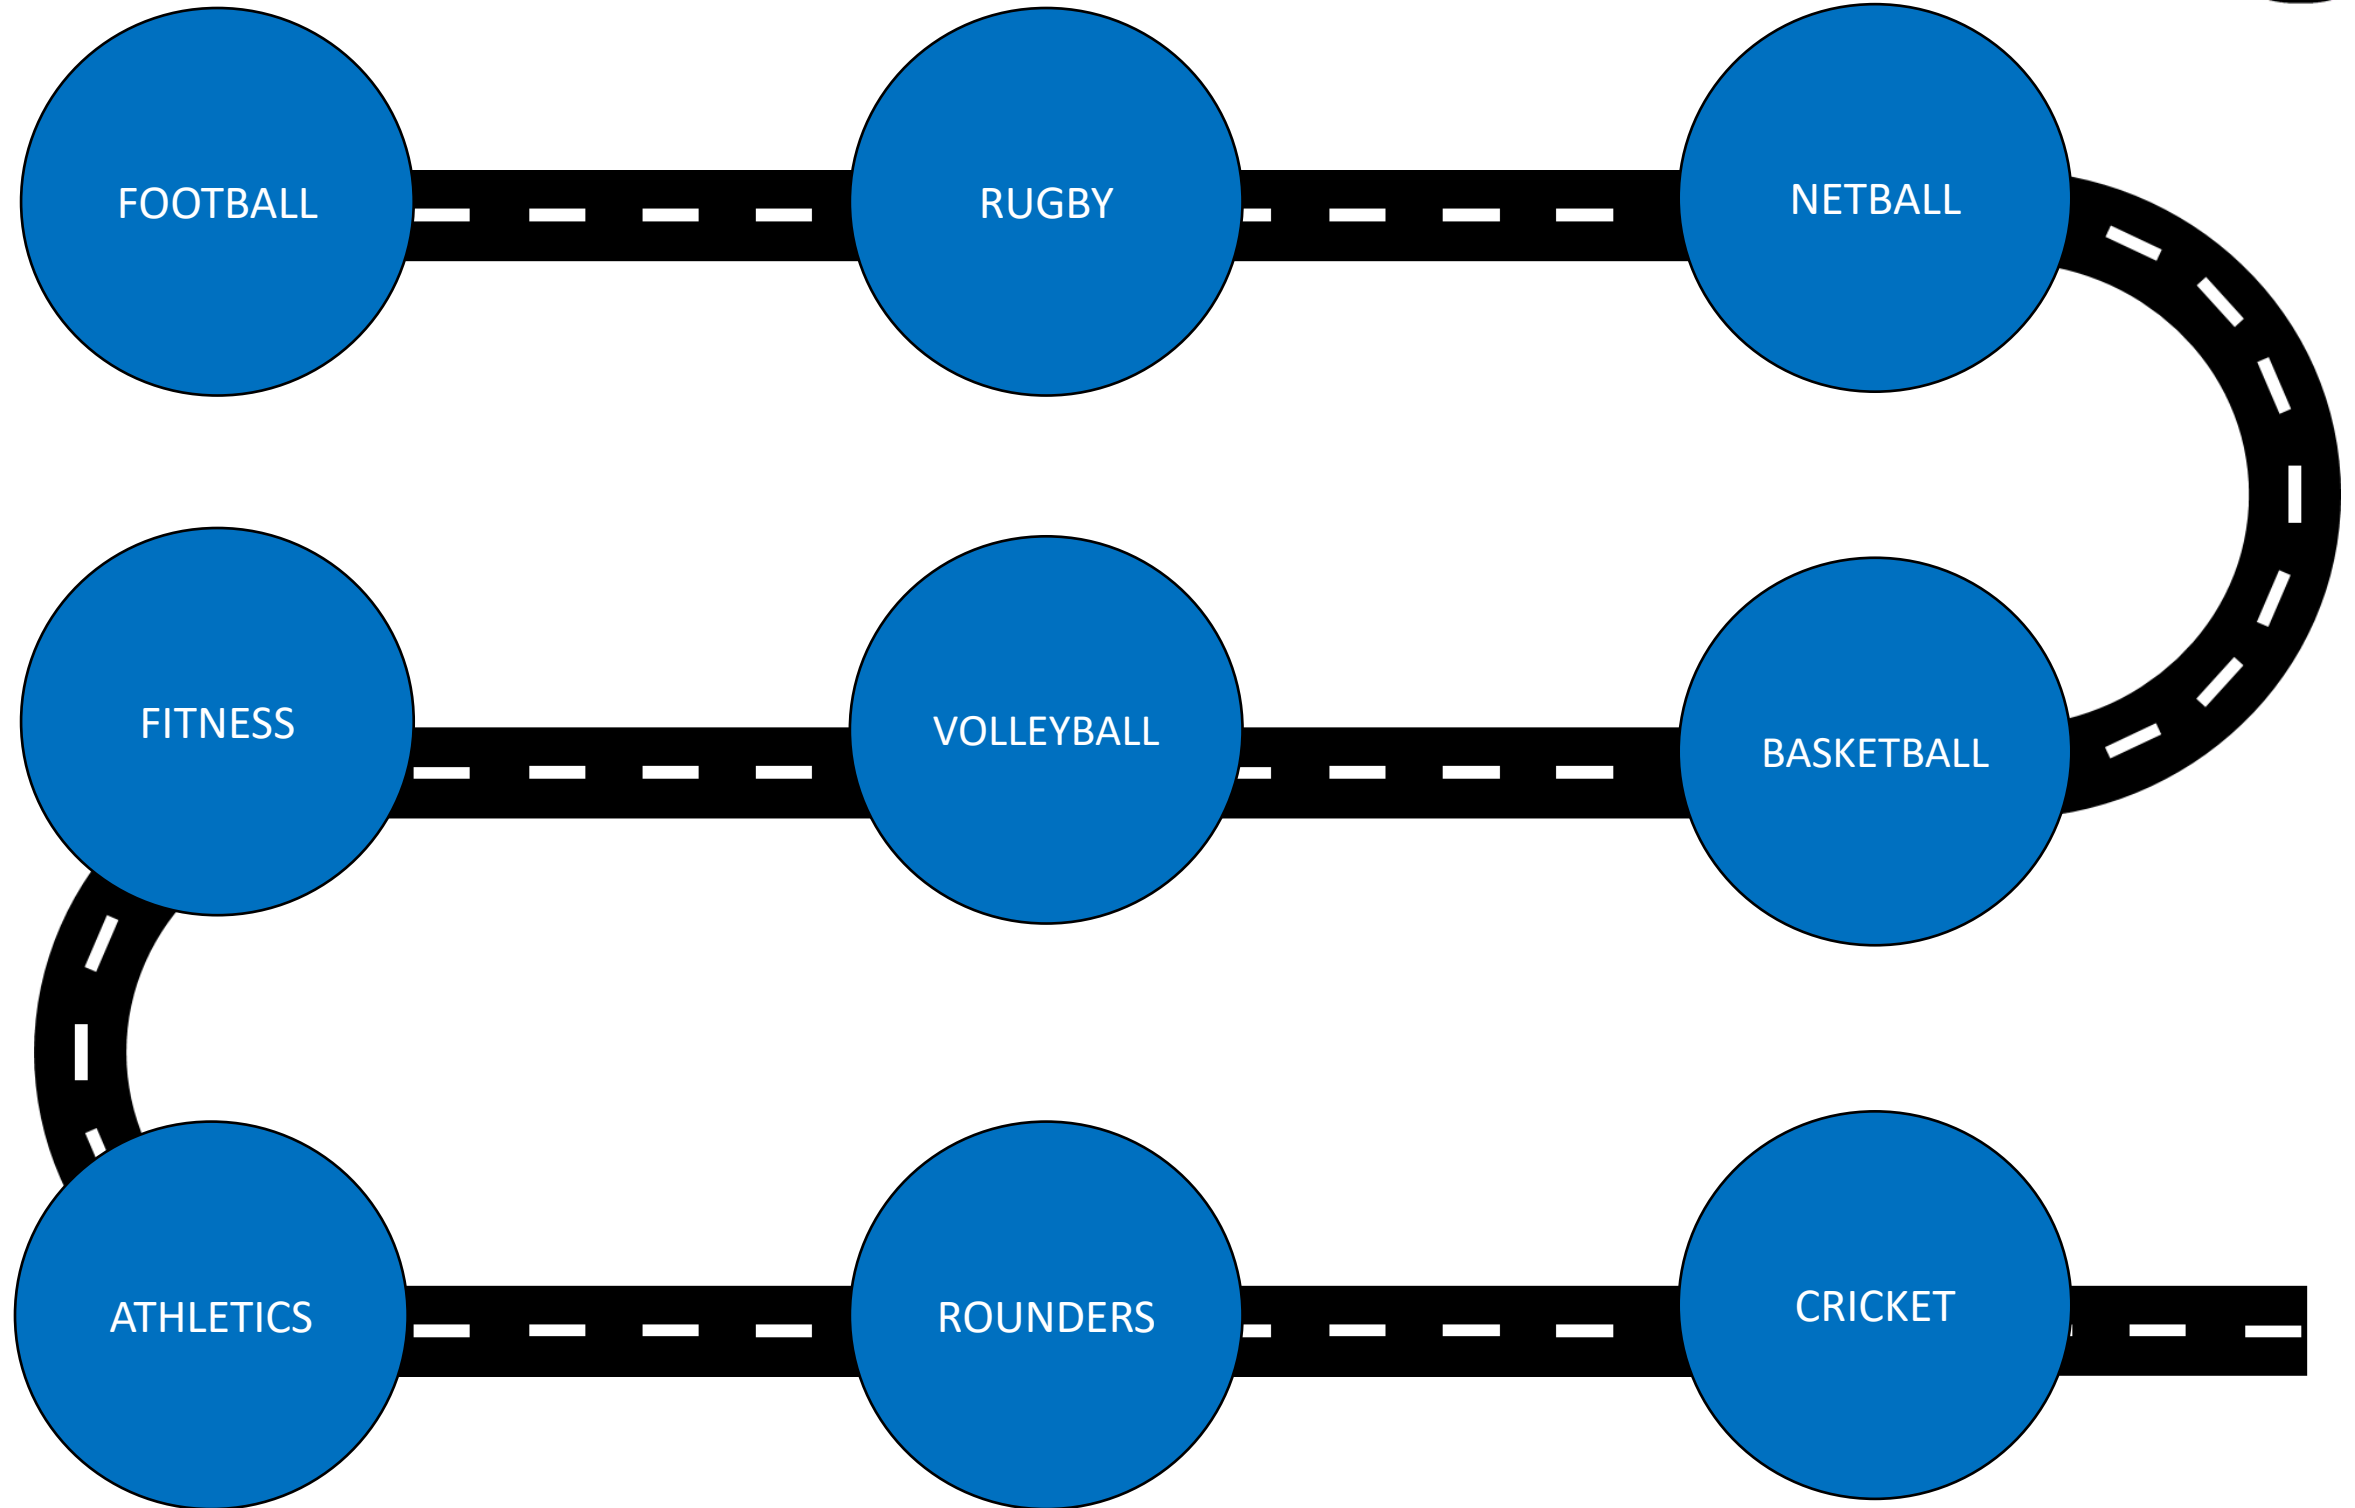 FOOTBALL
RUGBY
NETBALL
FITNESS
VOLLEYBALL
BASKETBALL
ATHLETICS
ROUNDERS
CRICKET